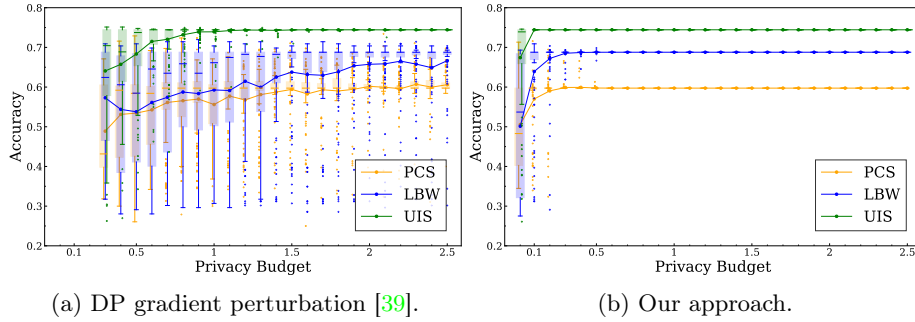 0.8
0.7
0.6
0.5
0.4
0.3
0.2
Accuracy
0.1 0.5 1 1.5 2 2.5
Privacy Budget
PCS
LBW
UIS
(a) DP gradient perturbation [39].
0.8
0.7
0.6
0.5
0.4
0.3
0.2
Accuracy
0.1 0.5 1 1.5 2 2.5
Privacy Budget
PCS
LBW
UIS
(b) Our approach.